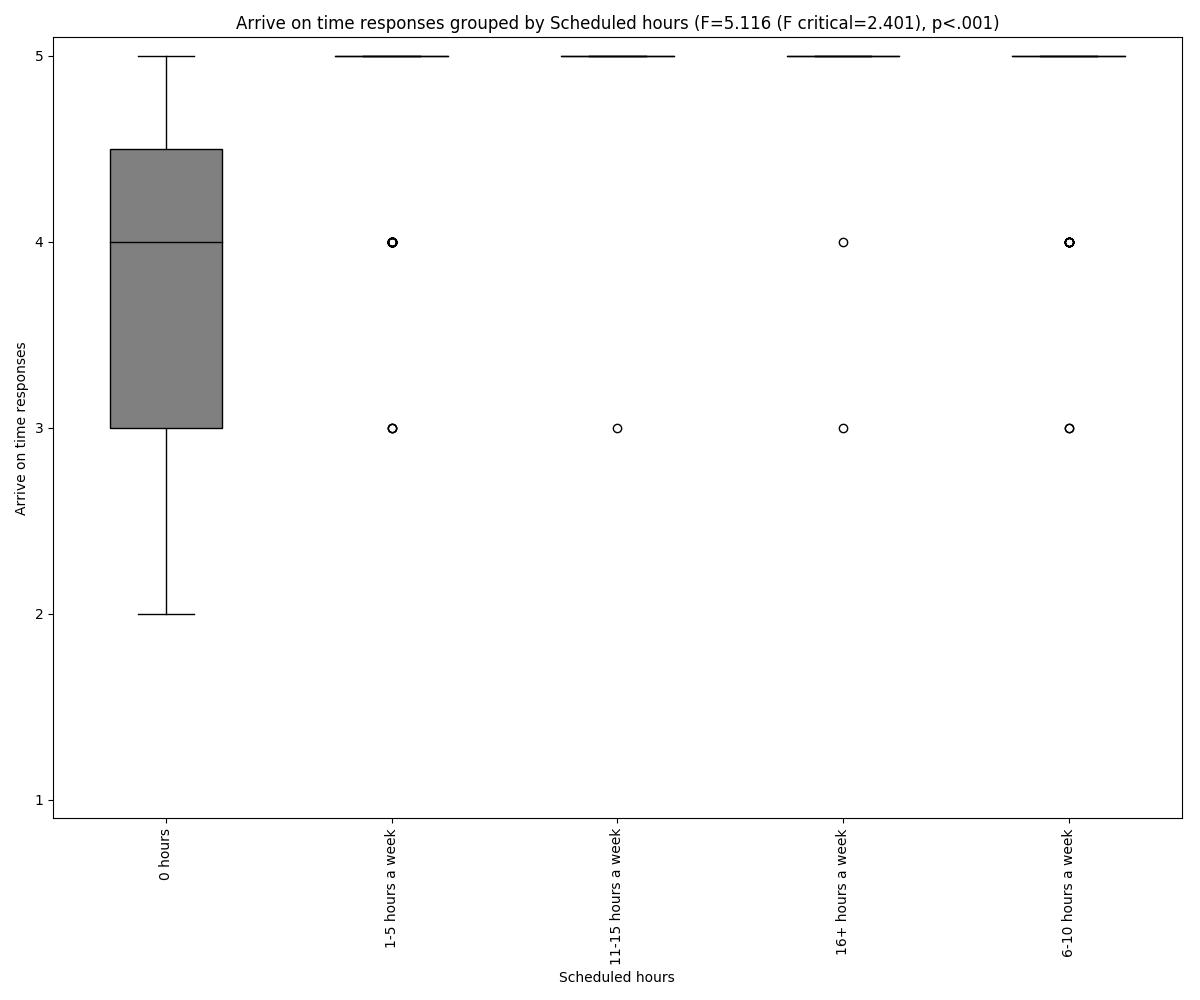 Arrive on time responses grouped by Scheduled hours (F=5.116 (F critical=2.401), p<.001)
Arrive on time responses
5
4
3
2
1
0 hours
1-5 hours a week
11-15 hours a week
16+ hours a week
6-10 hours a week
Scheduled hours